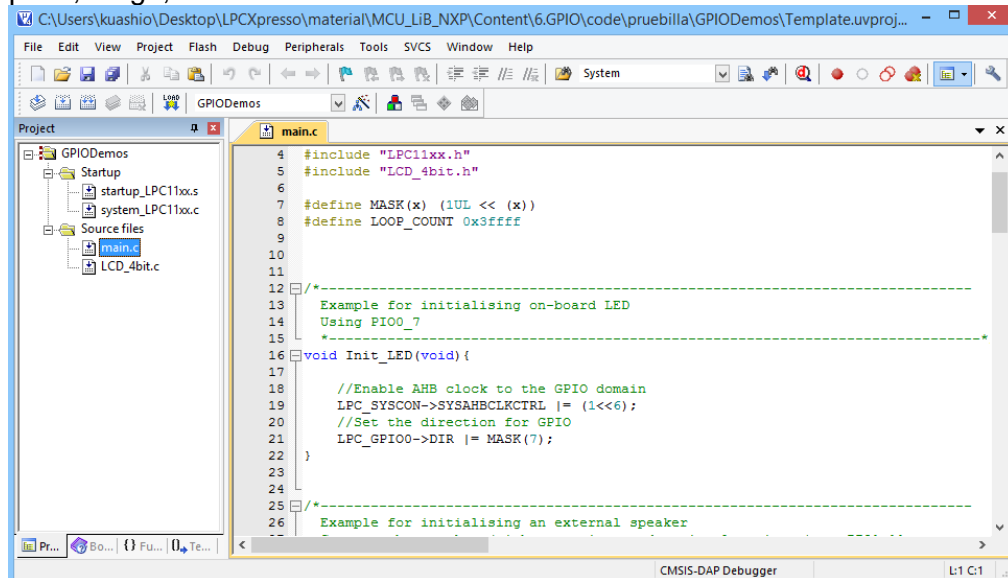 C:\Users\kuashio\Desktop\LPCXpresso\material\MCU_LiB_NXP\Content\6.GPIO\code\pruebilla\GPIODemos\Template.uvproj...
File Edit View Project Flash Debug Peripherals Tools SVCS Window Help
System
LOAD GPIODemos
Project
main.c
GPIODemos
Startup
startup_LPC11xx.s
system_LPC11xx.c
Source files
main.c
LCD_4bit.c
4 #include "LPC11xx.h"
5 #include "LCD_4bit.h"
6
7 #define MASK(x) (1UL << (x))
8 #define LOOP_COUNT 0x3ffff
9
10
11
12 /*----------------------------------------------------------------------------
13 Example for initialising on-board LED
14 Using PIO0_7
15 *----------------------------------------------------------------------------*
16 void Init_LED(void){
17
18 //Enable AHB clock to the GPIO domain
19 LPC_SYSCON->SYSAHBCLKCTRL |= (1<<6);
20 //Set the direction for GPIO
21 LPC_GPIO0->DIR |= MASK(7);
22 }
23
24
25 /*----------------------------------------------------------------------------
26 Example for initialising an external speaker
Pr... Bo... {} Fu... 0 Te...
CMSIS-DAP Debugger L:1 C:1